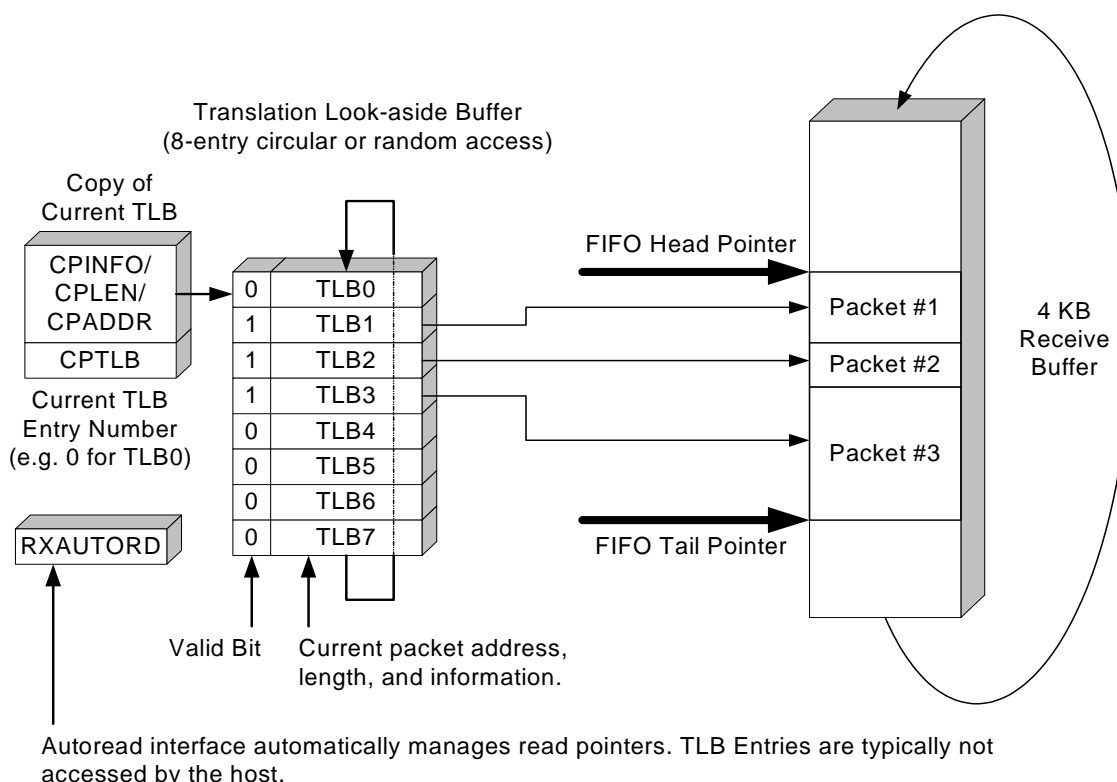 Translation Look-aside Buffer
(8-entry circular or random access)
Copy of
Current TLB
CPINFO/
CPLEN/
CPADDR
CPTLB
Current TLB
Entry Number
(e.g. 0 for TLB0)
RXAUTORD
0 TLB0
1 TLB1
1 TLB2
1 TLB3
0 TLB4
0 TLB5
0 TLB6
0 TLB7
Valid Bit
Current packet address,
length, and information.
FIFO Head Pointer
FIFO Tail Pointer
Packet #1
Packet #2
Packet #3
4 KB
Receive
Buffer
Autoread interface automatically manages read pointers. TLB Entries are typically not
accessed by the host.